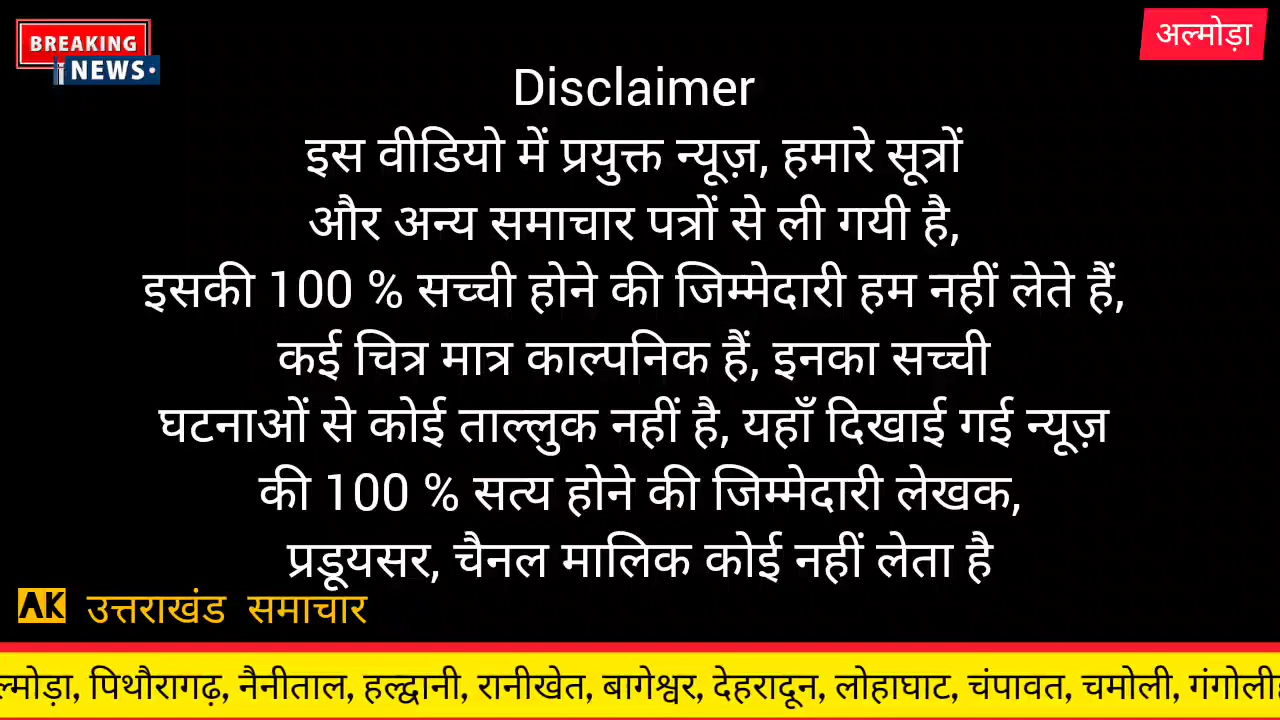 BREAKING
NEWS
अल्मोड़ा
Disclaimer
इस वीडियो में प्रयुक्त न्यूज़, हमारे सूत्रों
और अन्य समाचार पत्रों से ली गयी है,
इसकी 100 % सच्ची होने की जिम्मेदारी हम नहीं लेते हैं,
कई चित्र मात्र काल्पनिक हैं, इनका सच्ची
घटनाओं से कोई ताल्लुक नहीं है, यहाँ दिखाई गई न्यूज़
की 100 % सत्य होने की जिम्मेदारी लेखक,
प्रडूयसर, चैनल मालिक कोई नहीं लेता है
AK उत्तराखंड समाचार
पिथौरागढ़, नैनीताल, हल्द्वानी, रानीखेत, बागेश्वर, देहरादून, लोहाघाट, चंपावत, चमोली,